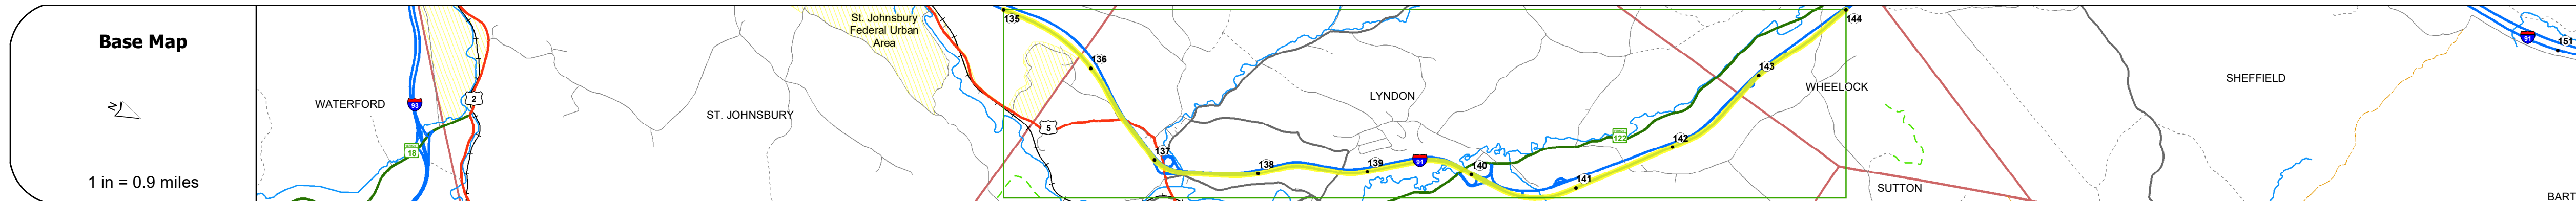 Base Map
N
1 in = 0.9 miles
WATERFORD
93
18
2
ST. JOHNSBURY
St. Johnsbury
Federal Urban
Area
135
136
5
137
138
139
LYNDON
91
140
141
122
142
143
144
WHEELOCK
SUTTON
SHEFFIELD
91
151
BART